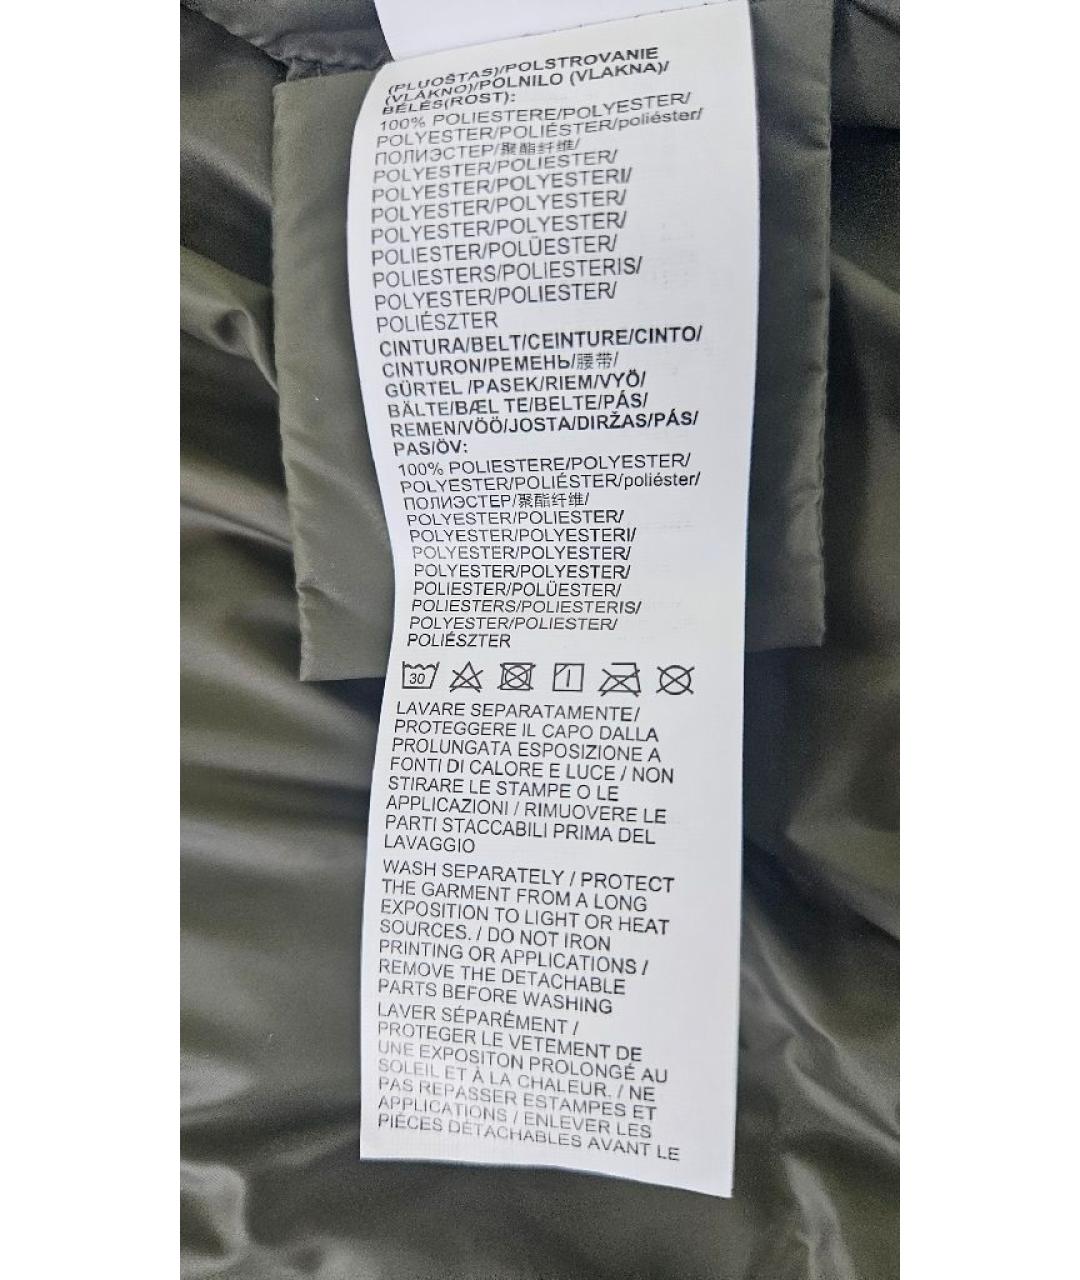 (PLUOŠTAS)/POLSTROVANIE
(VLÁKNO)/POLNILO (VLAKNA)/
BÉLÉS(ROST):
100% POLIESTERE/POLYESTER/
POLYESTER/POLIÉSTER/poliéster/
ПОЛИЭСТЕР/聚酯纤维/
POLYESTER/POLIESTER/
POLYESTER/POLYESTERI/
POLYESTER/POLYESTER/
POLYESTER/POLYESTER/
POLIESTER/POLÜESTER/
POLIESTERS/POLIESTERIS/
POLYESTER/POLIESTER/
POLIÉSZTER
CINTURA/BELT/CEINTURE/CINTO/
CINTURON/РЕМЕНЬ/腰带/
GÜRTEL /PASEK/RIEM/VYÖ/
BÄLTE/BÆL TE/BELTE/PÁS/
REMEN/VÖÖ/JOSTA/DIRŽAS/PÁS/
PAS/ÖV:
100% POLIESTERE/POLYESTER/
POLYESTER/POLIÉSTER/poliéster/
ПОЛИЭСТЕР/聚酯纤维/
POLYESTER/POLIESTER/
POLYESTER/POLYESTERI/
POLYESTER/POLYESTER/
POLYESTER/POLYESTER/
POLIESTER/POLÜESTER/
POLIESTERS/POLIESTERIS/
POLYESTER/POLIESTER/
POLIÉSZTER
30
LAVARE SEPARATAMENTE/
PROTEGGERE IL CAPO DALLA
PROLUNGATA ESPOSIZIONE A
FONTI DI CALORE E LUCE / NON
STIRARE LE STAMPE O LE
APPLICAZIONI / RIMUOVERE LE
PARTI STACCABILI PRIMA DEL
LAVAGGIO
WASH SEPARATELY / PROTECT
THE GARMENT FROM A LONG
EXPOSITION TO LIGHT OR HEAT
SOURCES. / DO NOT IRON
PRINTING OR APPLICATIONS /
REMOVE THE DETACHABLE
PARTS BEFORE WASHING
LAVER SÉPARÉMENT /
PROTEGER LE VETEMENT DE
UNE EXPOSITON PROLONGÉ AU
SOLEIL ET À LA CHALEUR. / NE
PAS REPASSER ESTAMPES ET
APPLICATIONS / ENLEVER LES
PIÈCES DÉTACHABLES AVANT LE